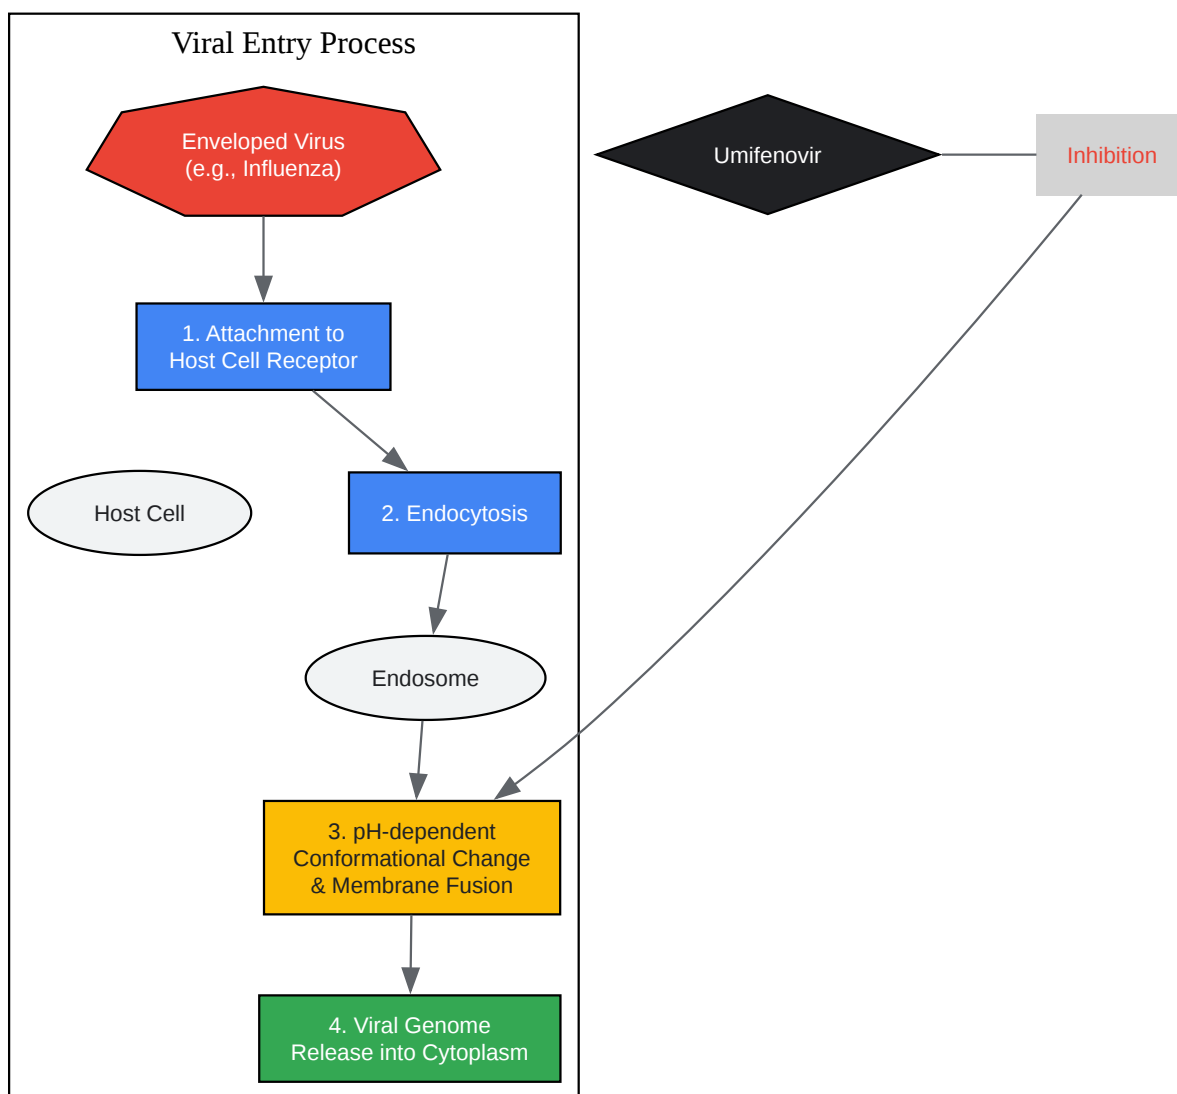 Viral Entry Process
Enveloped Virus
(e.g., Influenza)
Umifenovir
Inhibition
1. Attachment to
Host Cell Receptor
Host Cell
2. Endocytosis
Endosome
3. pH-dependent
Conformational Change
& Membrane Fusion
4. Viral Genome
Release into Cytoplasm